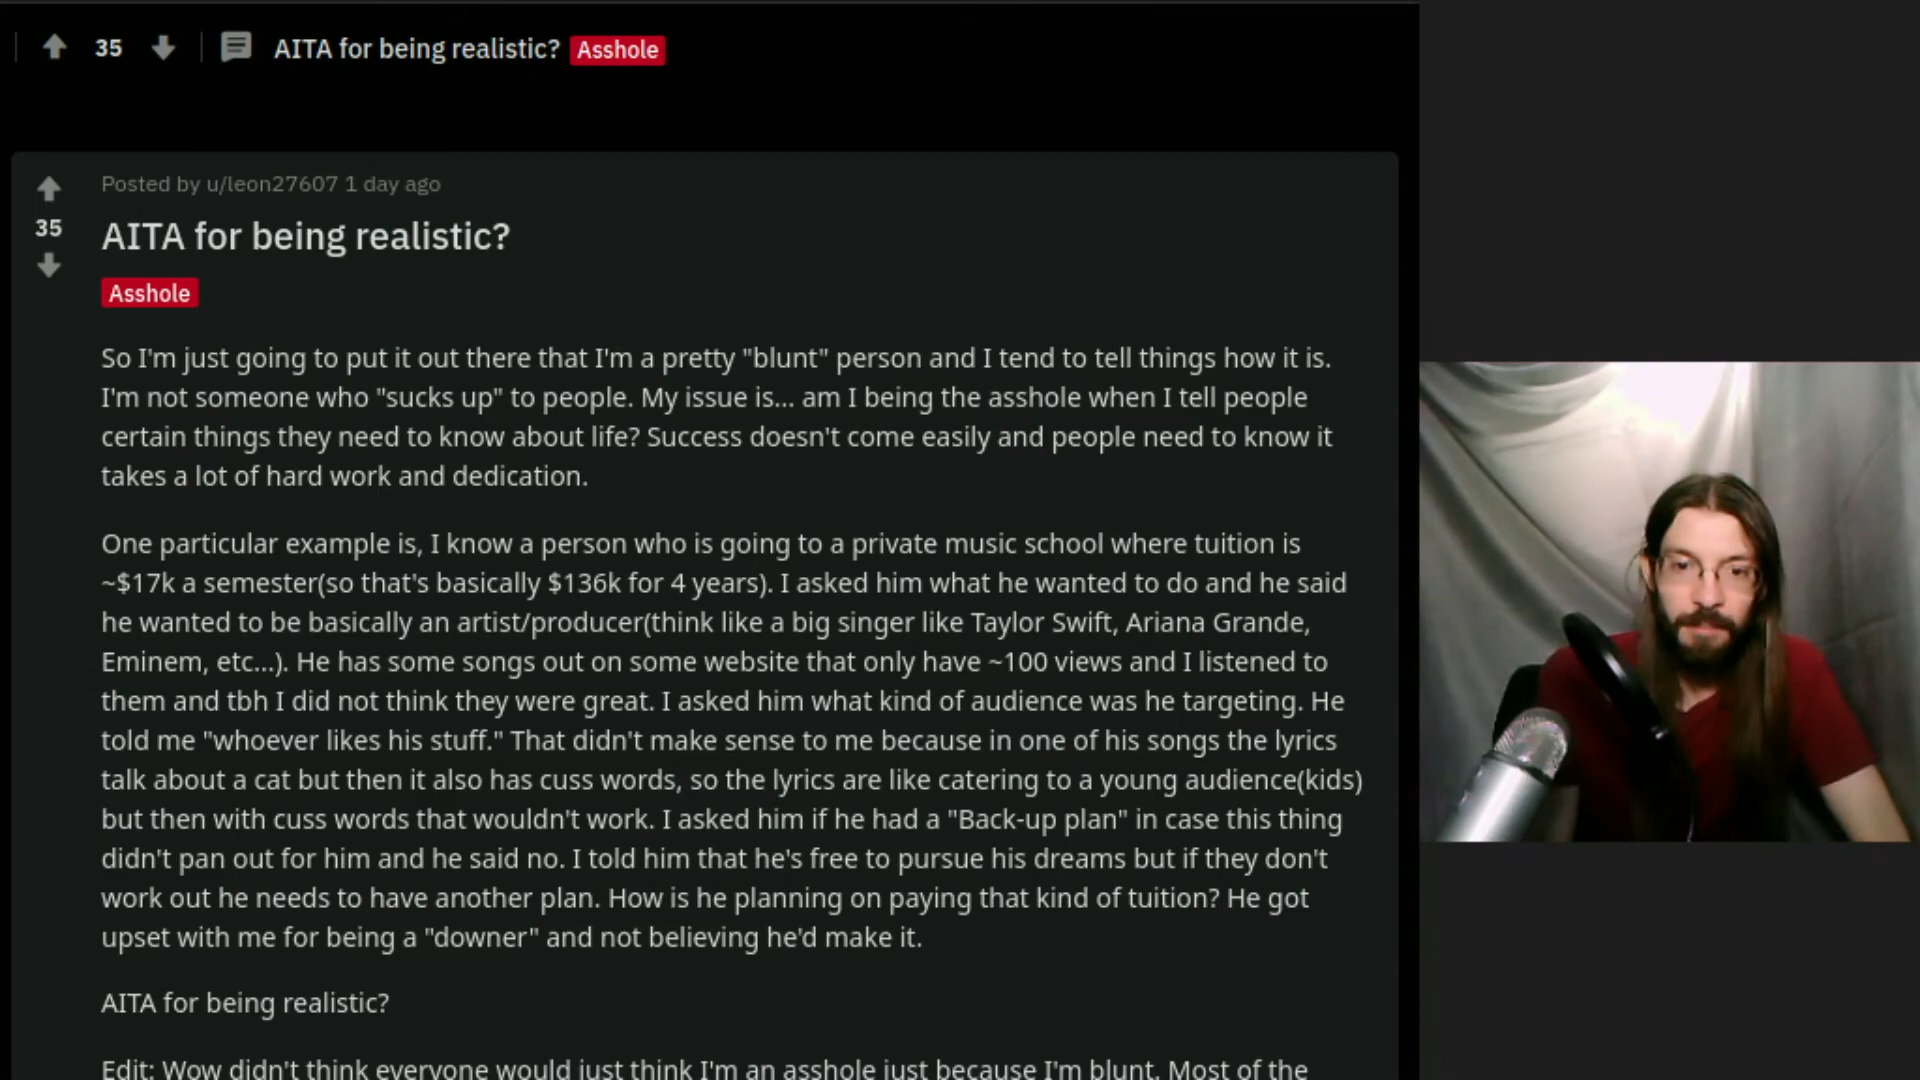 35 AITA for being realistic? Asshole
Posted by u/leon27607 1 day ago
35
AITA for being realistic?
Asshole
So I'm just going to put it out there that I'm a pretty "blunt" person and I tend to tell things how it is.
I'm not someone who "sucks up" to people. My issue is... am I being the asshole when I tell people
certain things they need to know about life? Success doesn't come easily and people need to know it
takes a lot of hard work and dedication.
One particular example is, I know a person who is going to a private music school where tuition is
~$17k a semester(so that's basically $136k for 4 years). I asked him what he wanted to do and he said
he wanted to be basically an artist/producer(think like a big singer like Taylor Swift, Ariana Grande,
Eminem, etc...). He has some songs out on some website that only have ~100 views and I listened to
them and tbh I did not think they were great. I asked him what kind of audience was he targeting. He
told me "whoever likes his stuff." That didn't make sense to me because in one of his songs the lyrics
talk about a cat but then it also has cuss words, so the lyrics are like catering to a young audience(kids)
but then with cuss words that wouldn't work. I asked him if he had a "Back-up plan" in case this thing
didn't pan out for him and he said no. I told him that he's free to pursue his dreams but if they don't
work out he needs to have another plan. How is he planning on paying that kind of tuition? He got
upset with me for being a "downer" and not believing he'd make it.
AITA for being realistic?
Edit: Wow didn't think everyone would just think I'm an asshole just because I'm blunt. Most of the